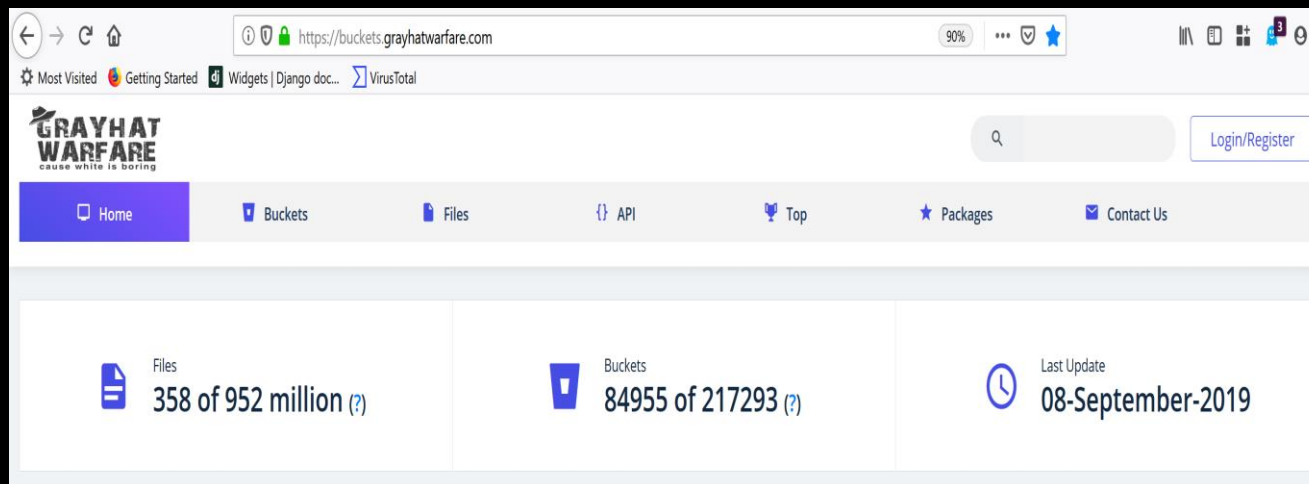 https://buckets.grayhatwarfare.com
90%
3
Most Visited Getting Started dj Widgets | Django doc... VirusTotal
GRAYHAT
WARFARE
cause white is boring
Login/Register
Home Buckets Files {} API Top Packages Contact Us
Files
358 of 952 million (?)
Buckets
84955 of 217293 (?)
Last Update
08-September-2019